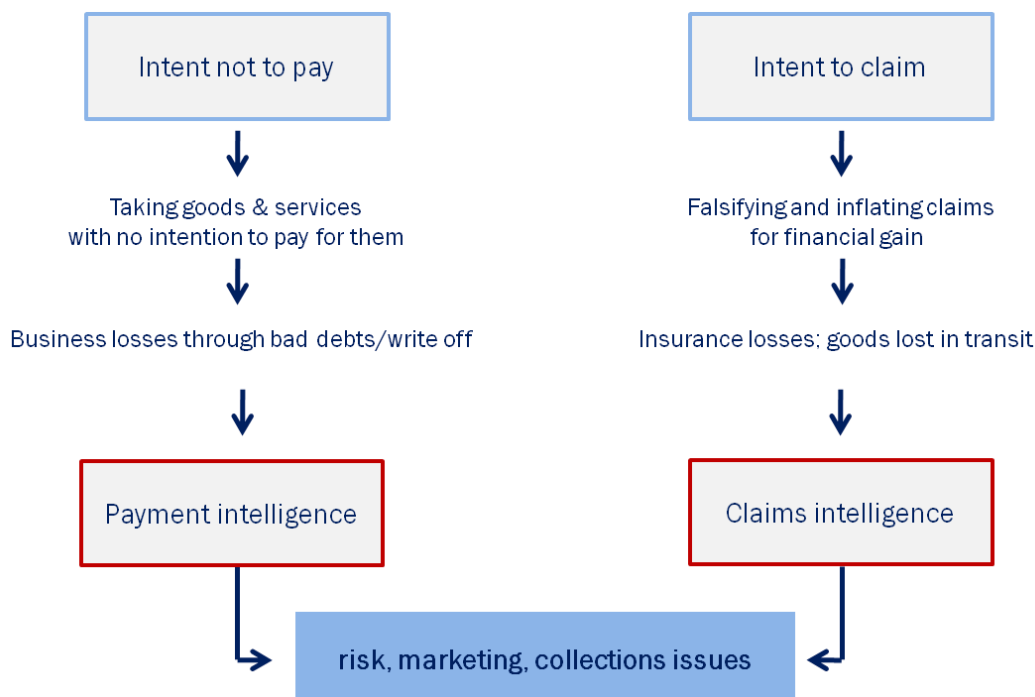 Intent not to pay
Intent to claim
Taking goods & services
with no intention to pay for them
Falsifying and inflating claims
for financial gain
Business losses through bad debts/write off
Insurance losses; goods lost in transit
Payment intelligence
Claims intelligence
risk, marketing, collections issues